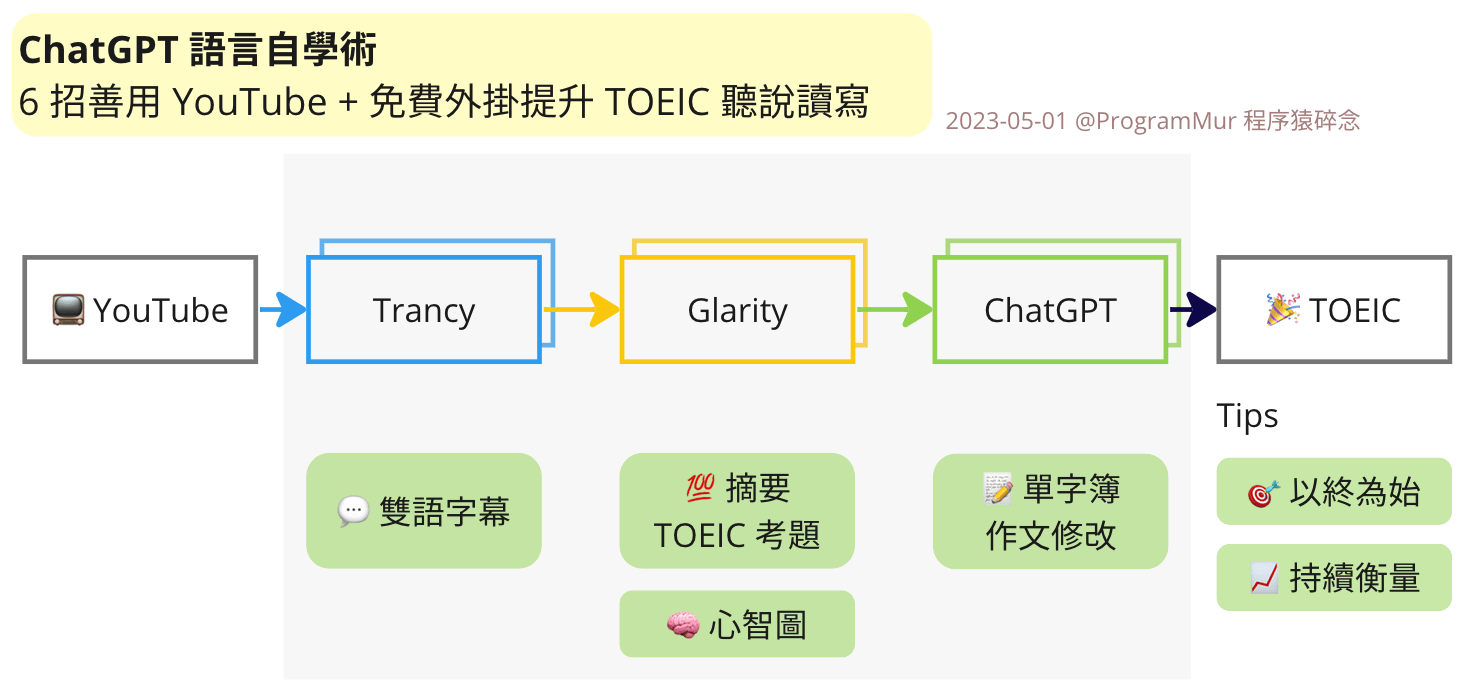 ChatGPT 語言自學術
6 招善用 YouTube + 免費外掛提升 TOEIC 聽說讀寫
2023-05-01 @ProgramMur 程序猿碎念
📺 YouTube
Trancy
Glarity
ChatGPT
🎉 TOEIC
💬 雙語字幕
💯 摘要
TOEIC 考題
🧠 心智圖
📝 單字簿
作文修改
Tips
🎯 以終為始
📈 持續衡量